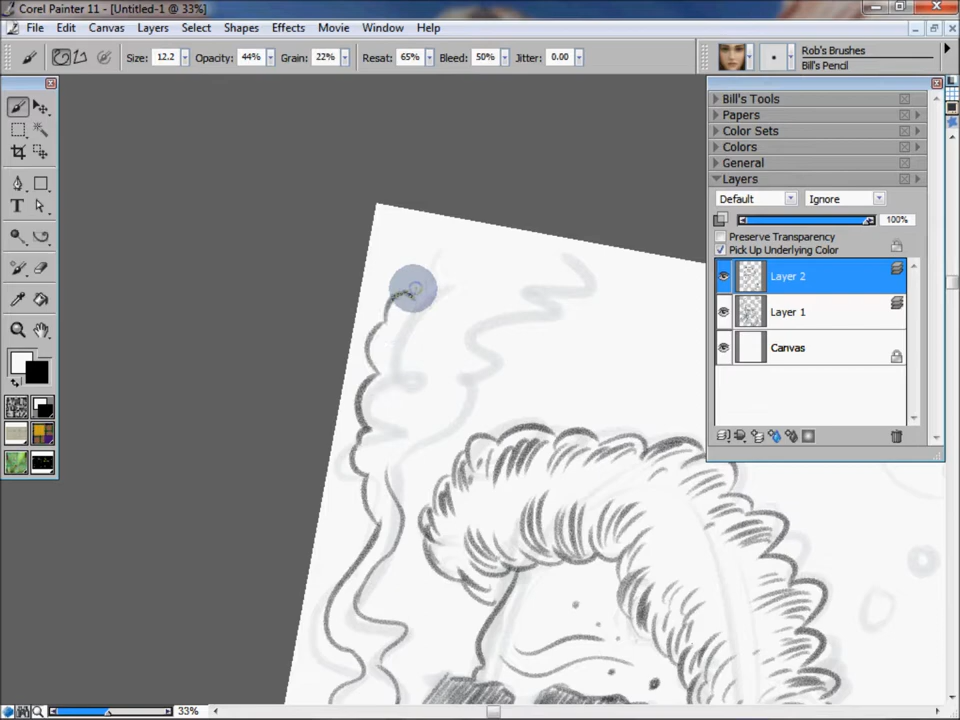 Corel Painter 11 - [Untitled-1 @ 33%]
File Edit Canvas Layers Select Shapes Effects Movie Window Help
Size: 12.2 Opacity: 44% Grain: 22% Resat: 65% Bleed: 50% Jitter: 0.00
Rob's Brushes
Bill's Pencil
Bill's Tools
Papers
Color Sets
Colors
General
Layers
Default Ignore
100%
Preserve Transparency
Pick Up Underlying Color
Layer 2
Layer 1
Canvas
T
33%